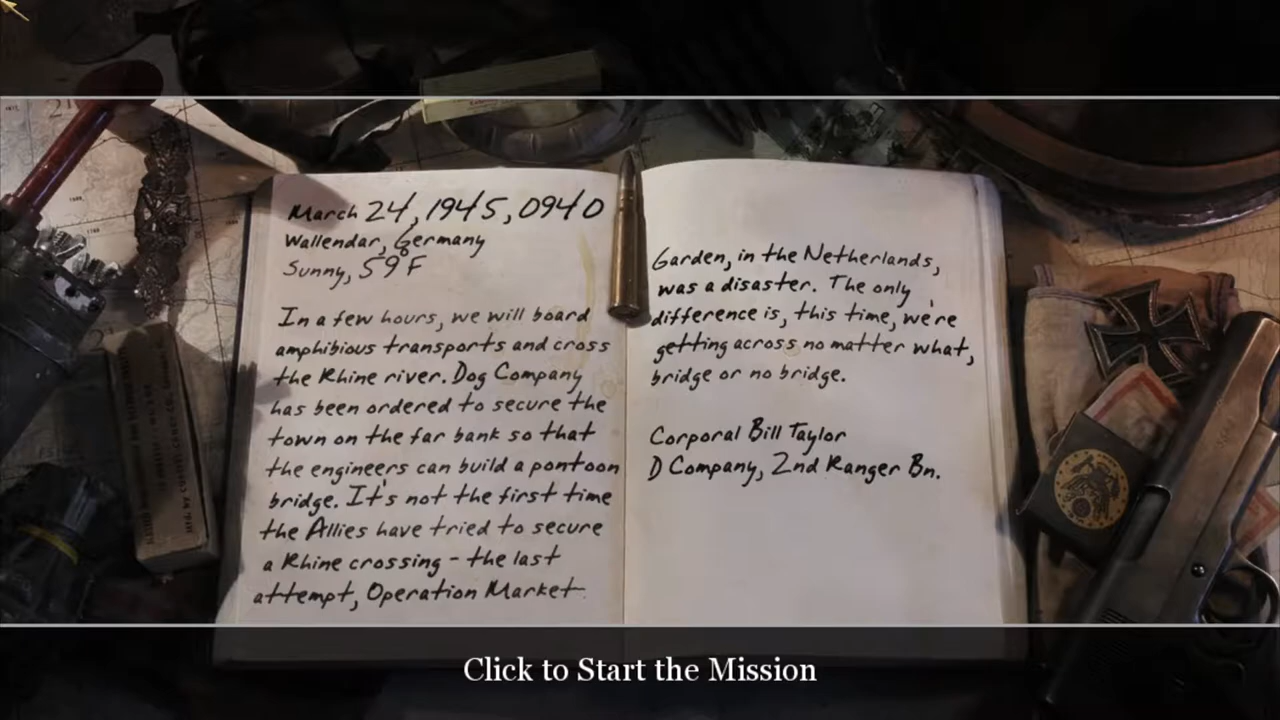 March 24, 1945, 0940
Wallendar, Germany
Sunny, 59°F
In a few hours, we will board
amphibious transports and cross
the Rhine river. Dog Company
has been ordered to secure the
town on the far bank so that
the engineers can build a pontoon
bridge. It's not the first time
the Allies have tried to secure
a Rhine crossing - the last
attempt, Operation Market
Garden, in the Netherlands,
was a disaster. The only
difference is, this time, we're
getting across no matter what,
bridge or no bridge.
Corporal Bill Taylor
D Company, 2nd Ranger Bn.
Click to Start the Mission